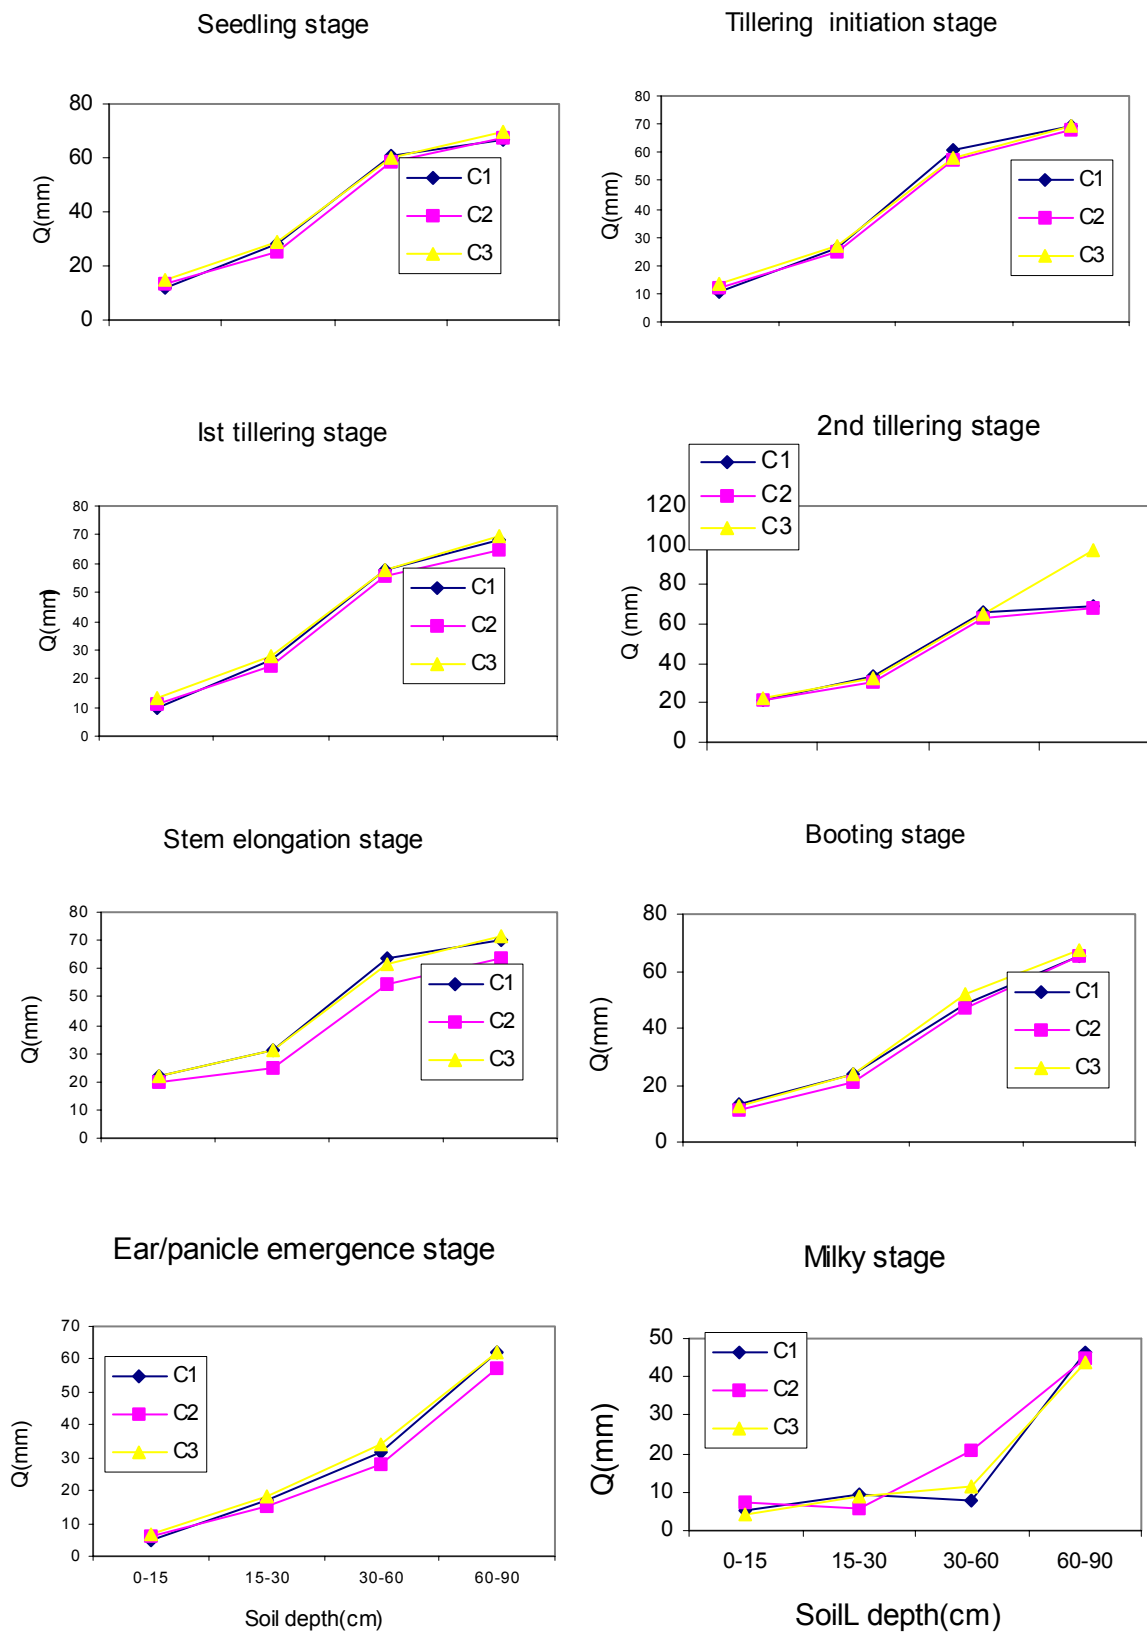 Seedling stage
80
60
40
20
0
Q(mm)
C1
C2
C3
Tillering initiation stage
80
70
60
50
40
30
20
10
0
Q(mm)
C1
C2
C3
Ist tillering stage
80
70
60
50
40
30
20
10
0
Q(mm)
C1
C2
C3
2nd tillering stage
120
100
80
60
40
20
0
Q (mm)
C1
C2
C3
Stem elongation stage
80
70
60
50
40
30
20
10
0
Q(mm)
C1
C2
C3
Booting stage
80
60
40
20
0
Q(mm)
C1
C2
C3
Ear/panicle emergence stage
70
60
50
40
30
20
10
0
Q(mm)
C1
C2
C3
0-15 15-30 30-60 60-90
Soil depth(cm)
Milky stage
50
40
30
20
10
0
Q(mm)
C1
C2
C3
0-15 15-30 30-60 60-90
SoilL depth(cm)